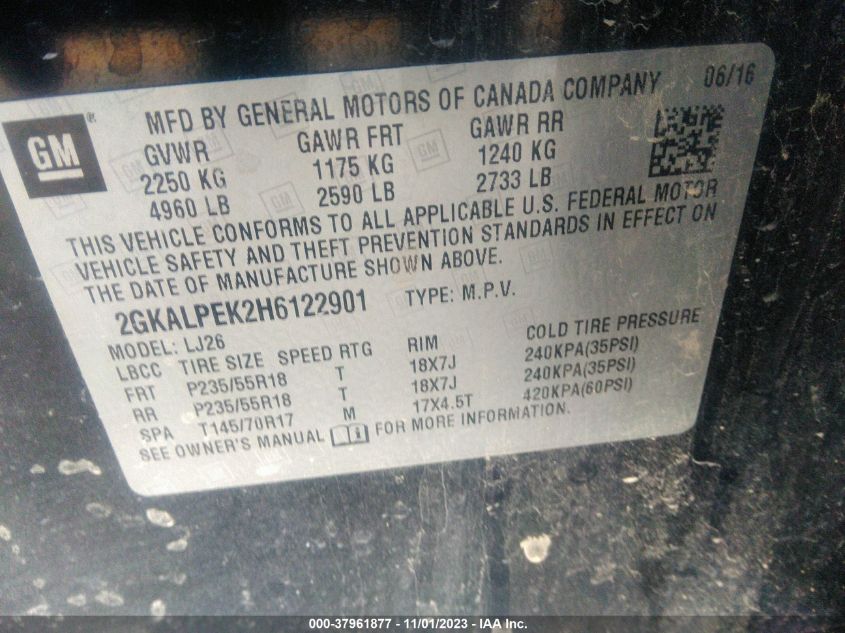 GM ®
MFD BY GENERAL MOTORS OF CANADA COMPANY 06/16
GVWR GAWR FRT GAWR RR
2250 KG 1175 KG 1240 KG
4960 LB 2590 LB 2733 LB
THIS VEHICLE CONFORMS TO ALL APPLICABLE U.S. FEDERAL MOTOR
VEHICLE SAFETY AND THEFT PREVENTION STANDARDS IN EFFECT ON
THE DATE OF MANUFACTURE SHOWN ABOVE.
2GKALPEK2H6122901 TYPE: M.P.V.
MODEL: LJ26
LBCC TIRE SIZE SPEED RTG RIM COLD TIRE PRESSURE
FRT P235/55R18 T 18X7J 240KPA(35PSI)
RR P235/55R18 T 18X7J 240KPA(35PSI)
SPA T145/70R17 M 17X4.5T 420KPA(60PSI)
SEE OWNER'S MANUAL FOR MORE INFORMATION.
000-37961877 - 11/01/2023 - IAA Inc.